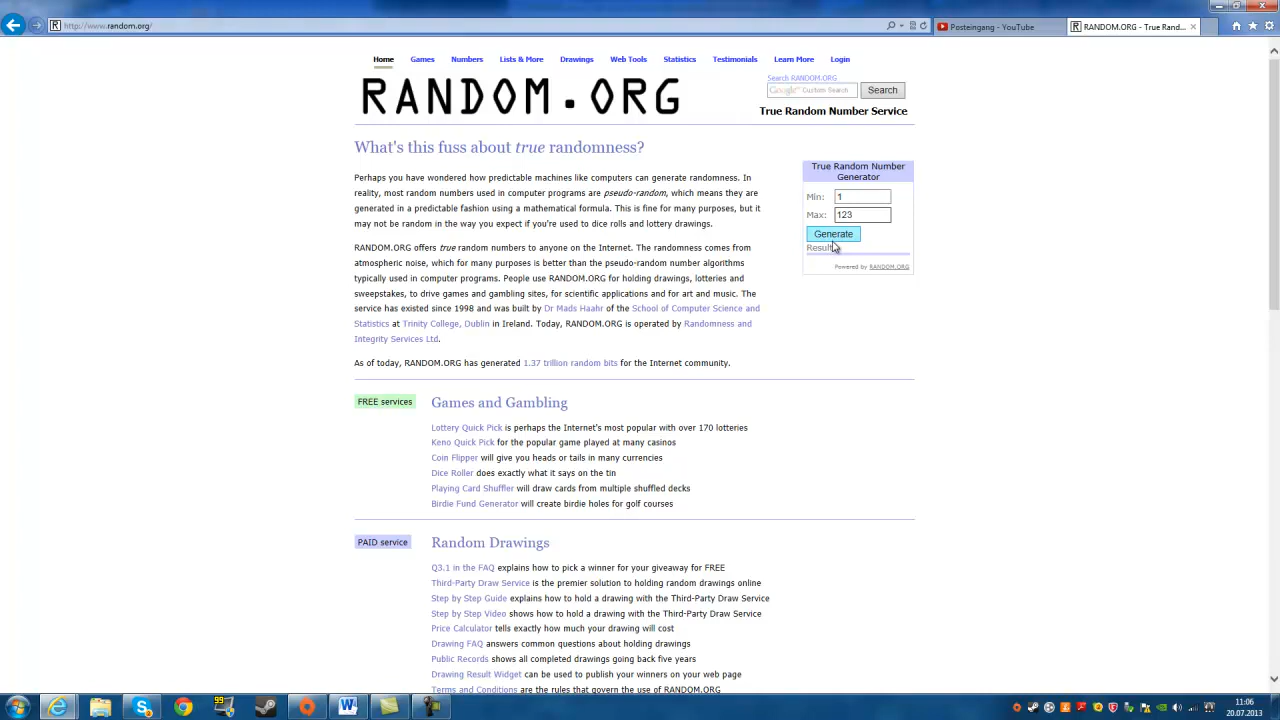 http://www.random.org/
Posteingang - YouTube
RANDOM.ORG - True Rand...
Home Games Numbers Lists & More Drawings Web Tools Statistics Testimonials Learn More Login
RANDOM.ORG
Search RANDOM.ORG
Google Custom Search
Search
True Random Number Service
What's this fuss about true randomness?
Perhaps you have wondered how predictable machines like computers can generate randomness. In
reality, most random numbers used in computer programs are pseudo-random, which means they are
generated in a predictable fashion using a mathematical formula. This is fine for many purposes, but it
may not be random in the way you expect if you're used to dice rolls and lottery drawings.
RANDOM.ORG offers true random numbers to anyone on the Internet. The randomness comes from
atmospheric noise, which for many purposes is better than the pseudo-random number algorithms
typically used in computer programs. People use RANDOM.ORG for holding drawings, lotteries and
sweepstakes, to drive games and gambling sites, for scientific applications and for art and music. The
service has existed since 1998 and was built by Dr Mads Haahr of the School of Computer Science and
Statistics at Trinity College, Dublin in Ireland. Today, RANDOM.ORG is operated by Randomness and
Integrity Services Ltd.
As of today, RANDOM.ORG has generated 1.37 trillion random bits for the Internet community.
True Random Number
Generator
Min: 1
Max: 123
Generate
Result
Powered by RANDOM.ORG
FREE services
Games and Gambling
Lottery Quick Pick is perhaps the Internet's most popular with over 170 lotteries
Keno Quick Pick for the popular game played at many casinos
Coin Flipper will give you heads or tails in many currencies
Dice Roller does exactly what it says on the tin
Playing Card Shuffler will draw cards from multiple shuffled decks
Birdie Fund Generator will create birdie holes for golf courses
PAID service
Random Drawings
Q3.1 in the FAQ explains how to pick a winner for your giveaway for FREE
Third-Party Draw Service is the premier solution to holding random drawings online
Step by Step Guide explains how to hold a drawing with the Third-Party Draw Service
Step by Step Video shows how to hold a drawing with the Third-Party Draw Service
Price Calculator tells exactly how much your drawing will cost
Drawing FAQ answers common questions about holding drawings
Public Records shows all completed drawings going back five years
Drawing Result Widget can be used to publish your winners on your web page
Terms and Conditions are the rules that govern the use of RANDOM.ORG
99
11:06
20.07.2013